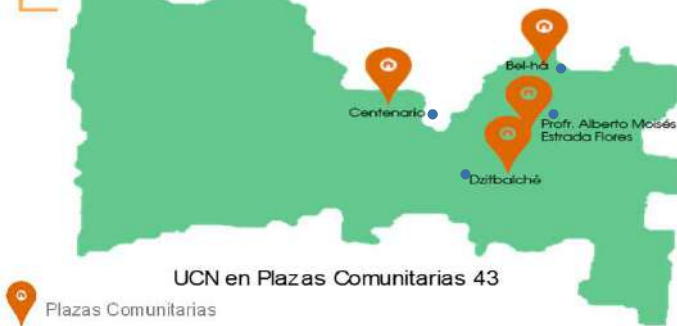 Bel-há
Centenario
Profr. Alberto Moisés
Estrada Flores
Dzitbalché
UCN en Plazas Comunitarias 43
Plazas Comunitarias